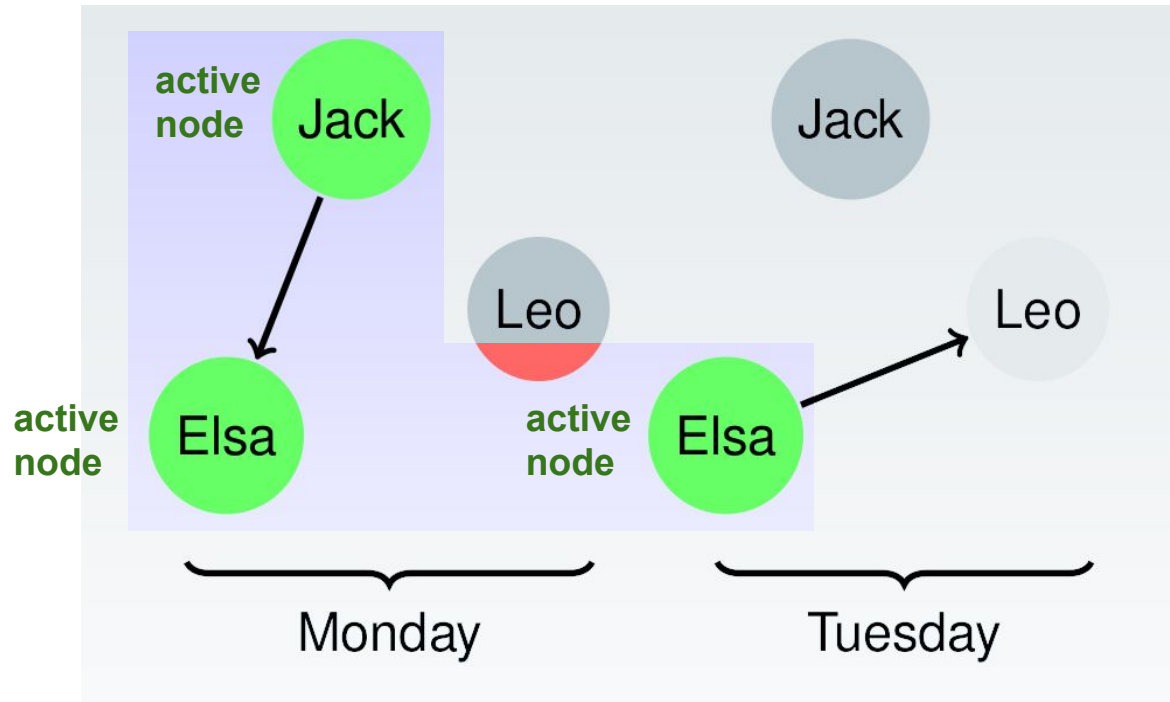 active
node
Jack
Jack
Leo
Leo
active
node
Elsa
active
node
Elsa
Monday
Tuesday